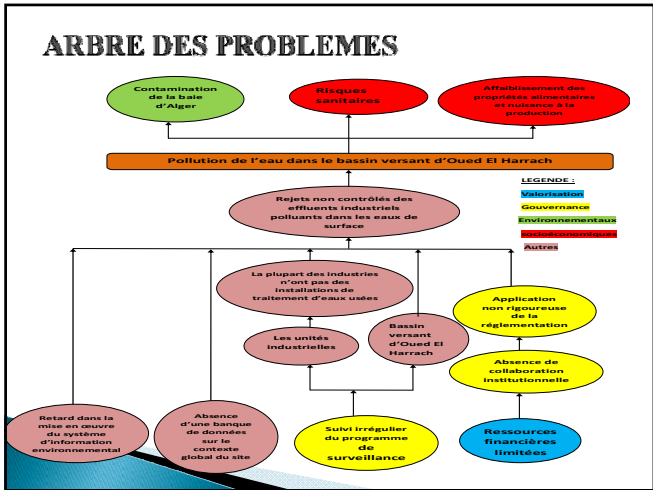 ARBRE DES PROBLEMES
Contamination
de la baie
d'Alger
Risques
sanitaires
Affaiblissement des
propriétés alimentaires
et nuisance à la
production
Pollution de l'eau dans le bassin versant d'Oued El Harrach
LEGENDE :
Valorisation
Gouvernance
Environnementaux
socioéconomiques
Autres
Rejets non contrôlés des
effluents industriels
polluants dans les eaux de
surface
La plupart des industries
n'ont pas des
installations de
traitement d'eaux usées
Application
non rigoureuse
de la
réglementation
Les unités
industrielles
Bassin
versant
d'Oued El
Harrach
Absence de
collaboration
institutionnelle
Retard dans la
mise en œuvre
du système
d'information
environnemental
Absence
d'une banque
de données
sur le
contexte
global du site
Suivi irrégulier
du programme
de
surveillance
Ressources
financières
limitées